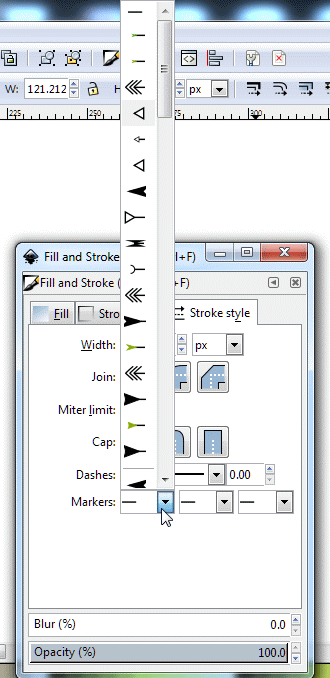 W: 121.212 px
225 250 300
Fill and Stroke l+F)
Fill and Stroke ( +F)
Fill Stro Stroke style
Width: px
Join:
Miter limit:
Cap:
Dashes: 0.00
Markers:
Blur (%) 0.0
Opacity (%) 100.0